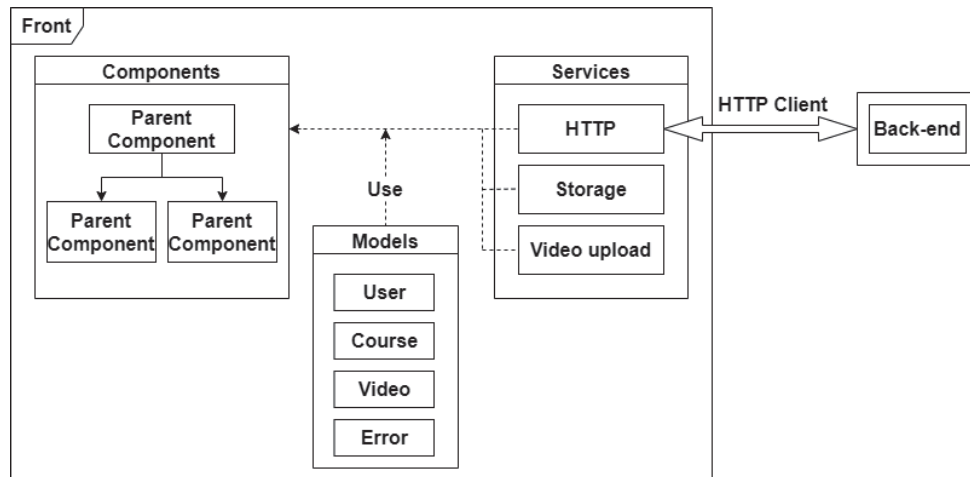 Front
Components
Parent
Component
Parent
Component
Parent
Component
Use
Models
User
Course
Video
Error
Services
HTTP
Storage
Video upload
HTTP Client
Back-end